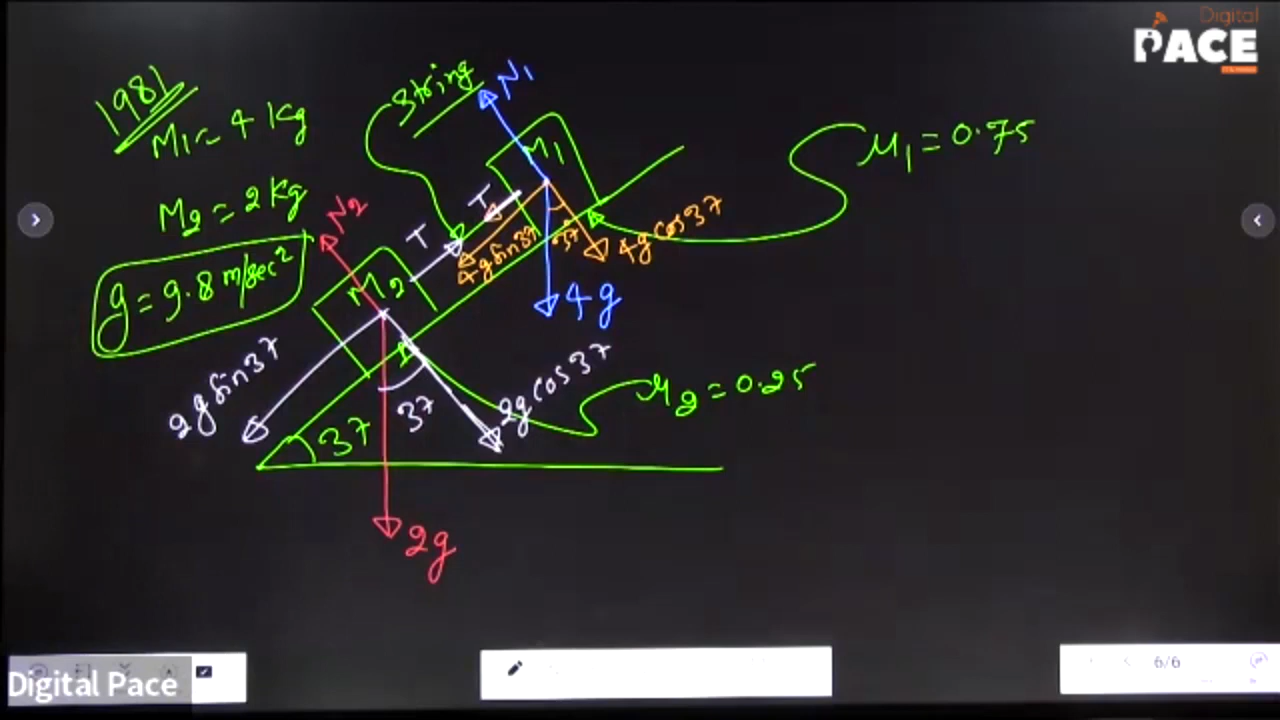 Digital
PACE
1981
M1 = 4 Kg
M2 = 2 Kg
g = 9.8 m/sec²
String
N1
M1
μ1 = 0.75
T
T
N2
M2
4g sin37
37
4g cos37
4g
2g sin37
37
37
2g cos37
μ2 = 0.25
2g
6/6
Digital Pace